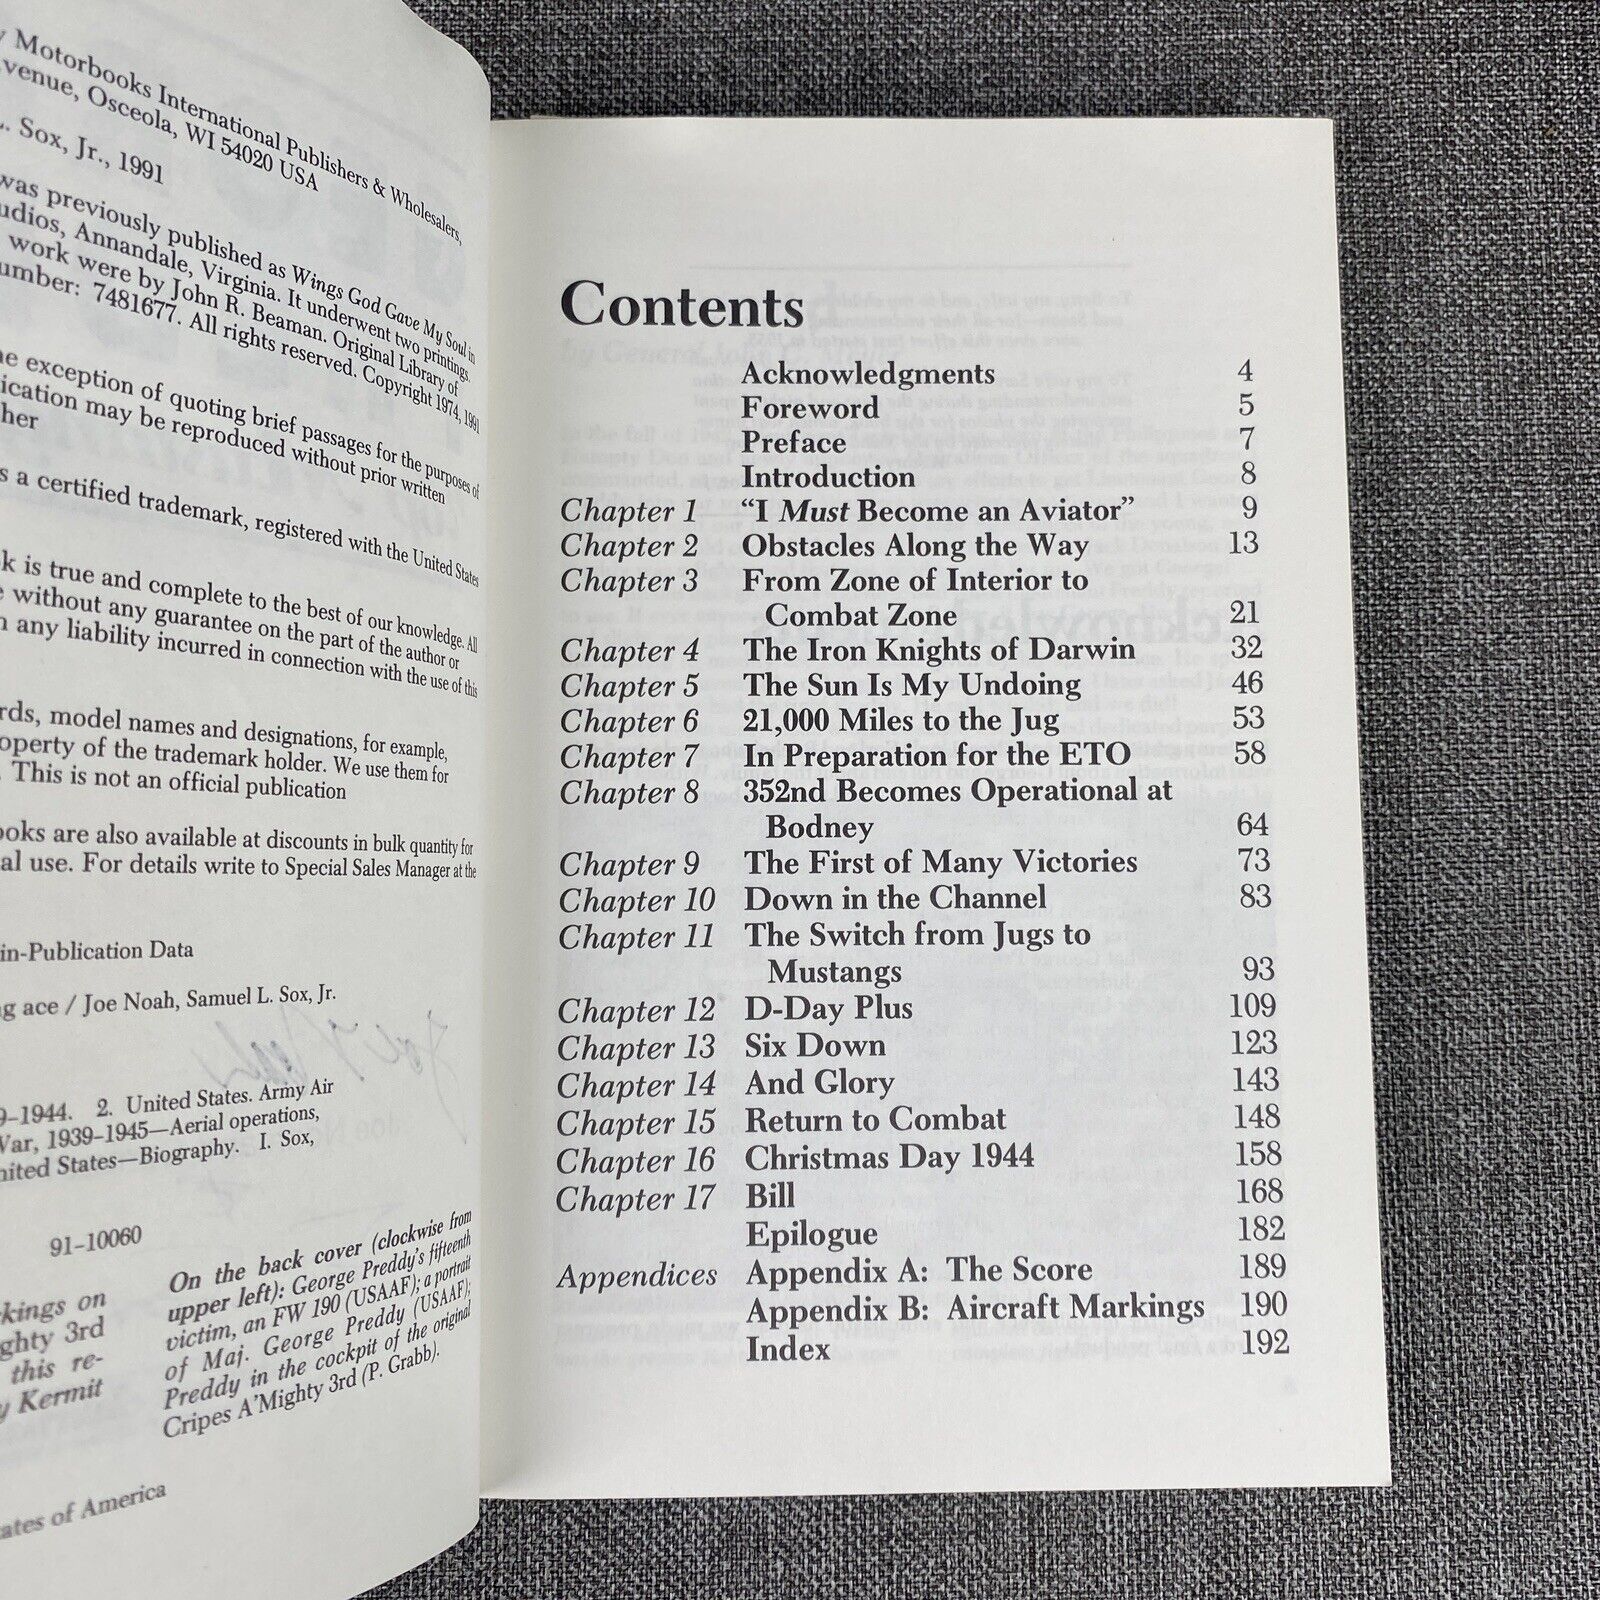 Motorbooks International Publishers & Wholesalers,
Avenue, Osceola, WI 54020 USA
L. Sox, Jr., 1991
was previously published as Wings God Gave My Soul in
Annandale, Virginia. It underwent two printings.
work were by John R. Beaman. Original Library of
number: 7481677. All rights reserved. Copyright 1974, 1991
exception of quoting brief passages for the purposes of
may be reproduced without prior written
s a certified trademark, registered with the United States
k is true and complete to the best of our knowledge. All
without any guarantee on the part of the author or
any liability incurred in connection with the use of this
rds, model names and designations, for example,
operty of the trademark holder. We use them for
. This is not an official publication
ooks are also available at discounts in bulk quantity for
al use. For details write to Special Sales Manager at the
in-Publication Data
g ace / Joe Noah, Samuel L. Sox, Jr.
9–1944. 2. United States. Army Air
War, 1939–1945—Aerial operations,
nited States—Biography. I. Sox,
91–10060
kings on
ghty 3rd
this re-
y Kermit
On the back cover (clockwise from
upper left): George Preddy's fifteenth
victim, an FW 190 (USAAF); a portrait
of Maj. George Preddy (USAAF);
Preddy in the cockpit of the original
Cripes A'Mighty 3rd (P. Grabb).
ates of America
Contents
Acknowledgments 4
Foreword 5
Preface 7
Introduction 8
Chapter 1 “I Must Become an Aviator” 9
Chapter 2 Obstacles Along the Way 13
Chapter 3 From Zone of Interior to
Combat Zone 21
Chapter 4 The Iron Knights of Darwin 32
Chapter 5 The Sun Is My Undoing 46
Chapter 6 21,000 Miles to the Jug 53
Chapter 7 In Preparation for the ETO 58
Chapter 8 352nd Becomes Operational at
Bodney 64
Chapter 9 The First of Many Victories 73
Chapter 10 Down in the Channel 83
Chapter 11 The Switch from Jugs to
Mustangs 93
Chapter 12 D-Day Plus 109
Chapter 13 Six Down 123
Chapter 14 And Glory 143
Chapter 15 Return to Combat 148
Chapter 16 Christmas Day 1944 158
Chapter 17 Bill 168
Epilogue 182
Appendices Appendix A: The Score 189
Appendix B: Aircraft Markings 190
Index 192